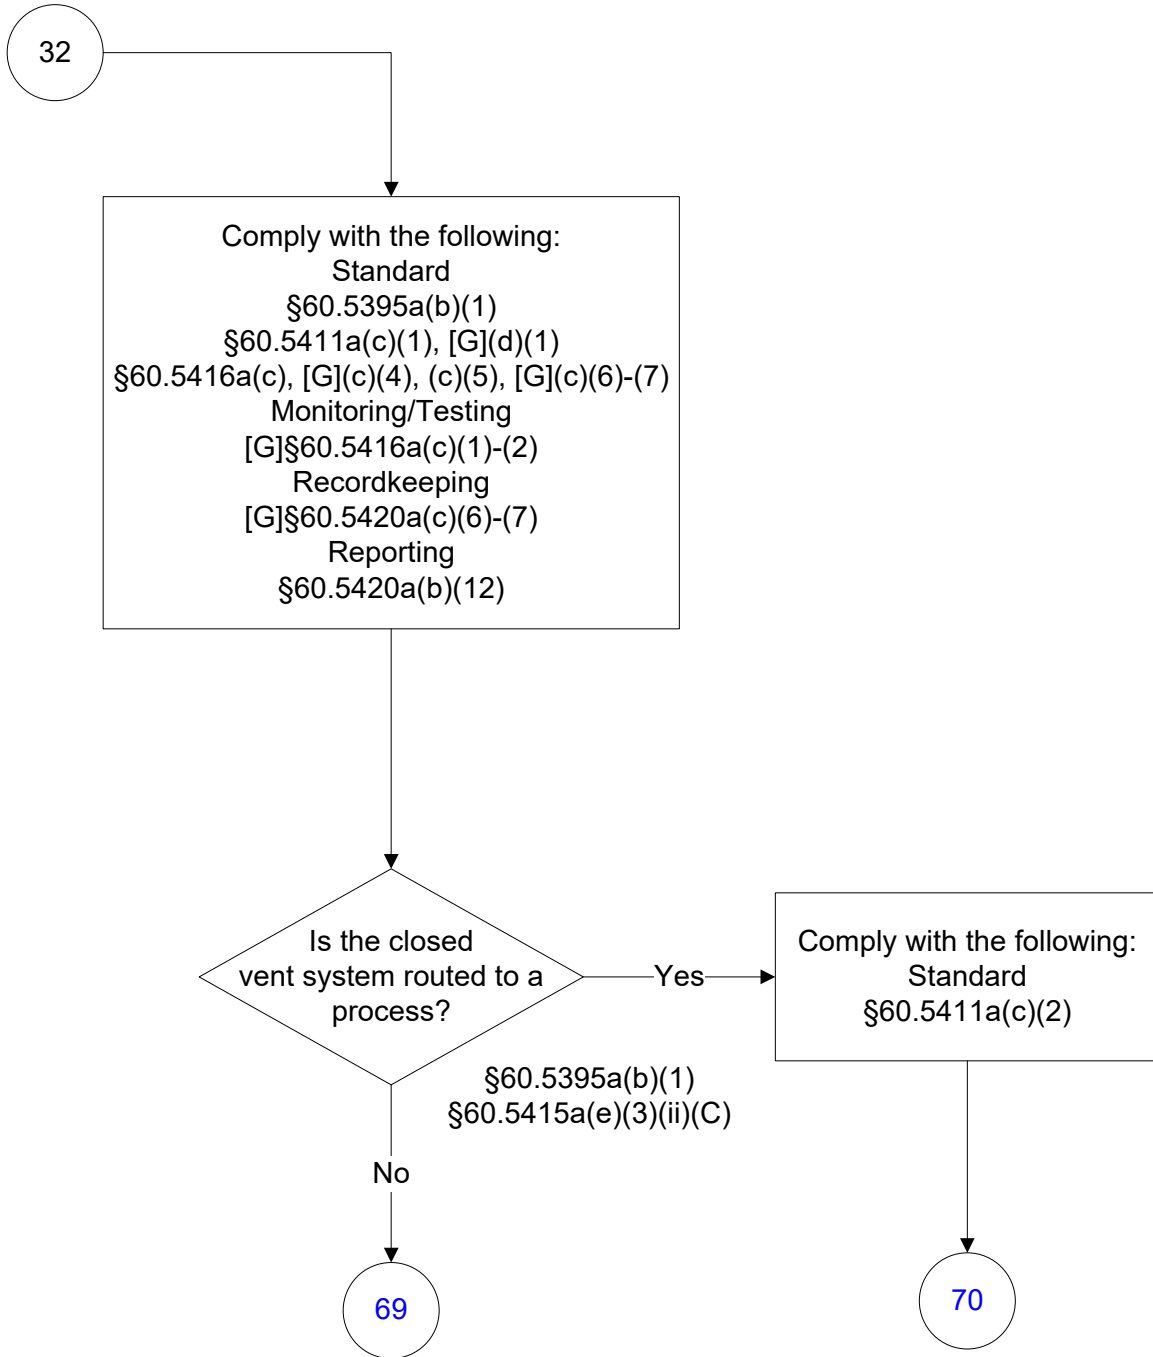 32
Comply with the following:
Standard
§60.5395a(b)(1)
§60.5411a(c)(1), [G](d)(1)
§60.5416a(c), [G](c)(4), (c)(5), [G](c)(6)-(7)
Monitoring/Testing
[G]§60.5416a(c)(1)-(2)
Recordkeeping
[G]§60.5420a(c)(6)-(7)
Reporting
§60.5420a(b)(12)
Is the closed
vent system routed to a
process?
Yes
Comply with the following:
Standard
§60.5411a(c)(2)
§60.5395a(b)(1)
§60.5415a(e)(3)(ii)(C)
No
69
70